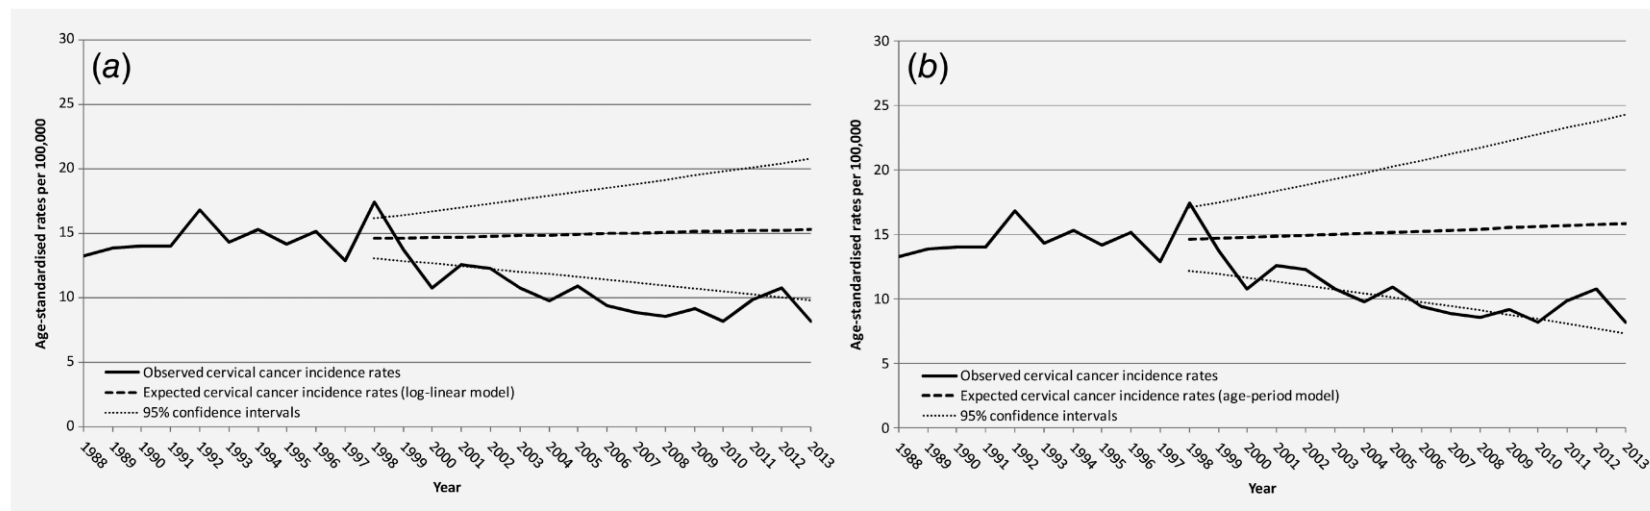 (a)
Age-standardised rates per 100,000
30
25
20
15
10
5
0
Observed cervical cancer incidence rates
Expected cervical cancer incidence rates (log-linear model)
95% confidence intervals
1988 1989 1990 1991 1992 1993 1994 1995 1996 1997 1998 1999 2000 2001 2002 2003 2004 2005 2006 2007 2008 2009 2010 2011 2012 2013
Year
(b)
Age-standardised rates per 100,000
30
25
20
15
10
5
0
Observed cervical cancer incidence rates
Expected cervical cancer incidence rates (age-period model)
95% confidence intervals
1988 1989 1990 1991 1992 1993 1994 1995 1996 1997 1998 1999 2000 2001 2002 2003 2004 2005 2006 2007 2008 2009 2010 2011 2012 2013
Year